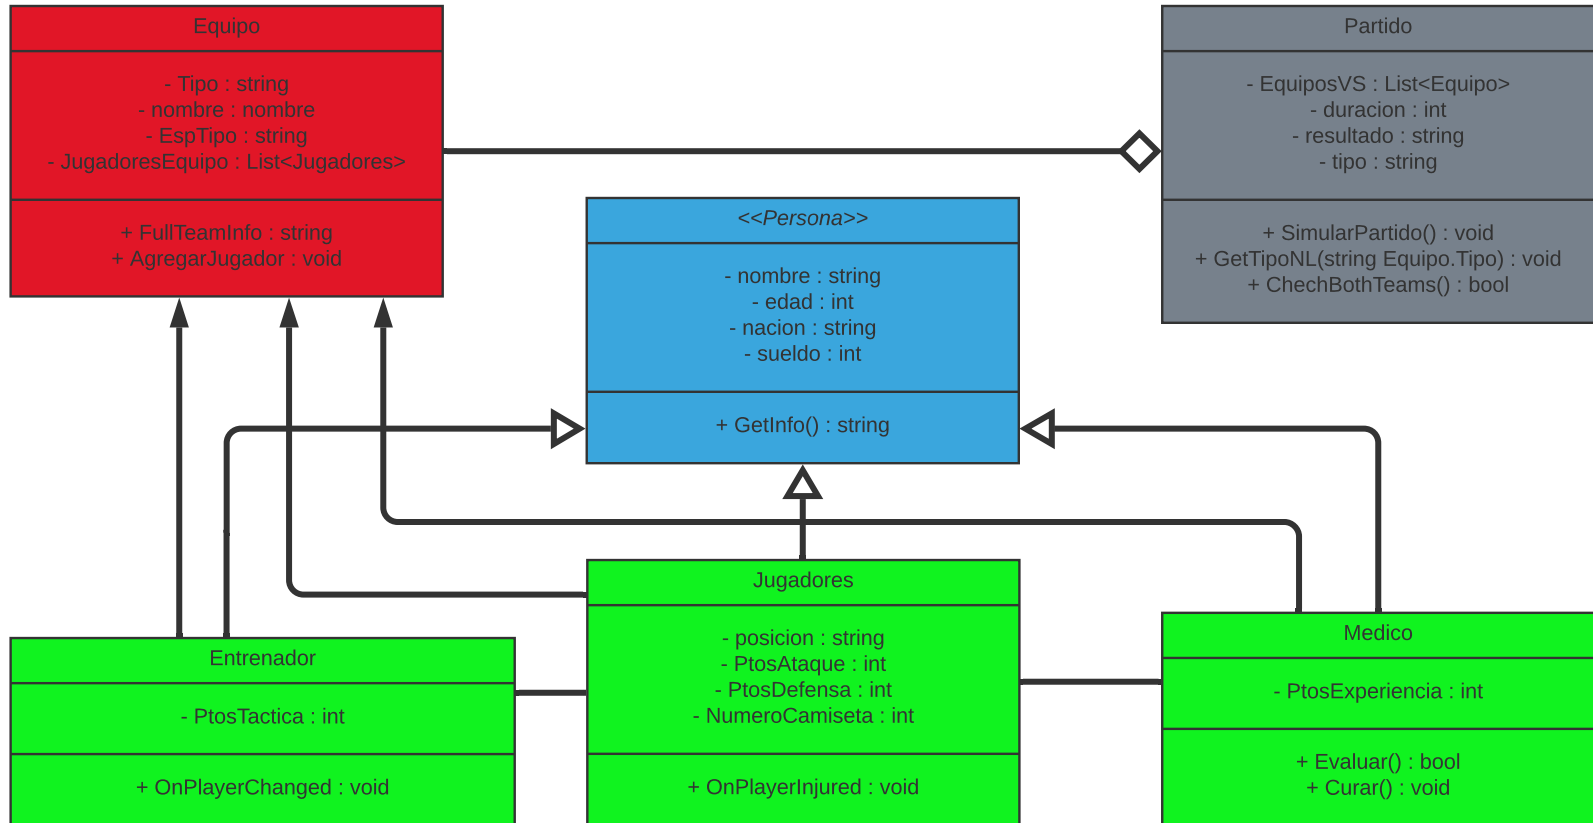 Equipo
- Tipo : string
- nombre : nombre
- EspTipo : string
- JugadoresEquipo : List<Jugadores>
+ FullTeamInfo : string
+ AgregarJugador : void
Partido
- EquiposVS : List<Equipo>
- duracion : int
- resultado : string
- tipo : string
+ SimularPartido() : void
+ GetTipoNL(string Equipo.Tipo) : void
+ ChechBothTeams() : bool
<<Persona>>
- nombre : string
- edad : int
- nacion : string
- sueldo : int
+ GetInfo() : string
Entrenador
- PtosTactica : int
+ OnPlayerChanged : void
Jugadores
- posicion : string
- PtosAtaque : int
- PtosDefensa : int
- NumeroCamiseta : int
+ OnPlayerInjured : void
Medico
- PtosExperiencia : int
+ Evaluar() : bool
+ Curar() : void